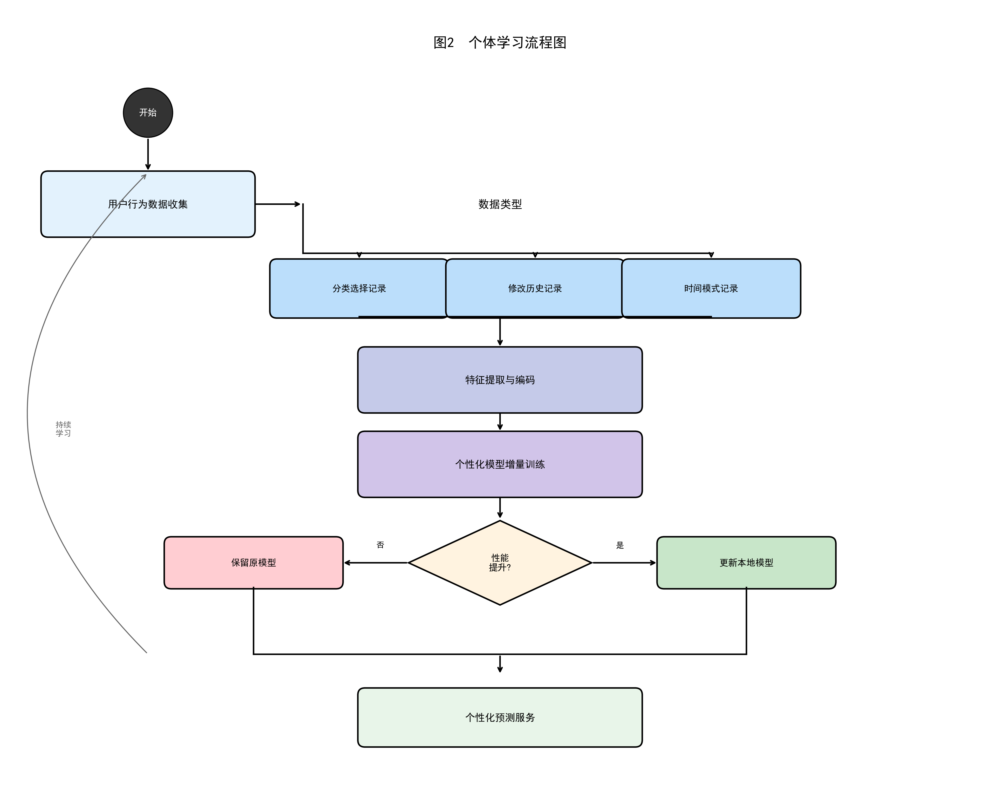 图2　个体学习流程图
开始
用户行为数据收集
数据类型
分类选择记录
修改历史记录
时间模式记录
特征提取与编码
持续
学习
个性化模型增量训练
否
是
保留原模型
性能
提升?
更新本地模型
个性化预测服务